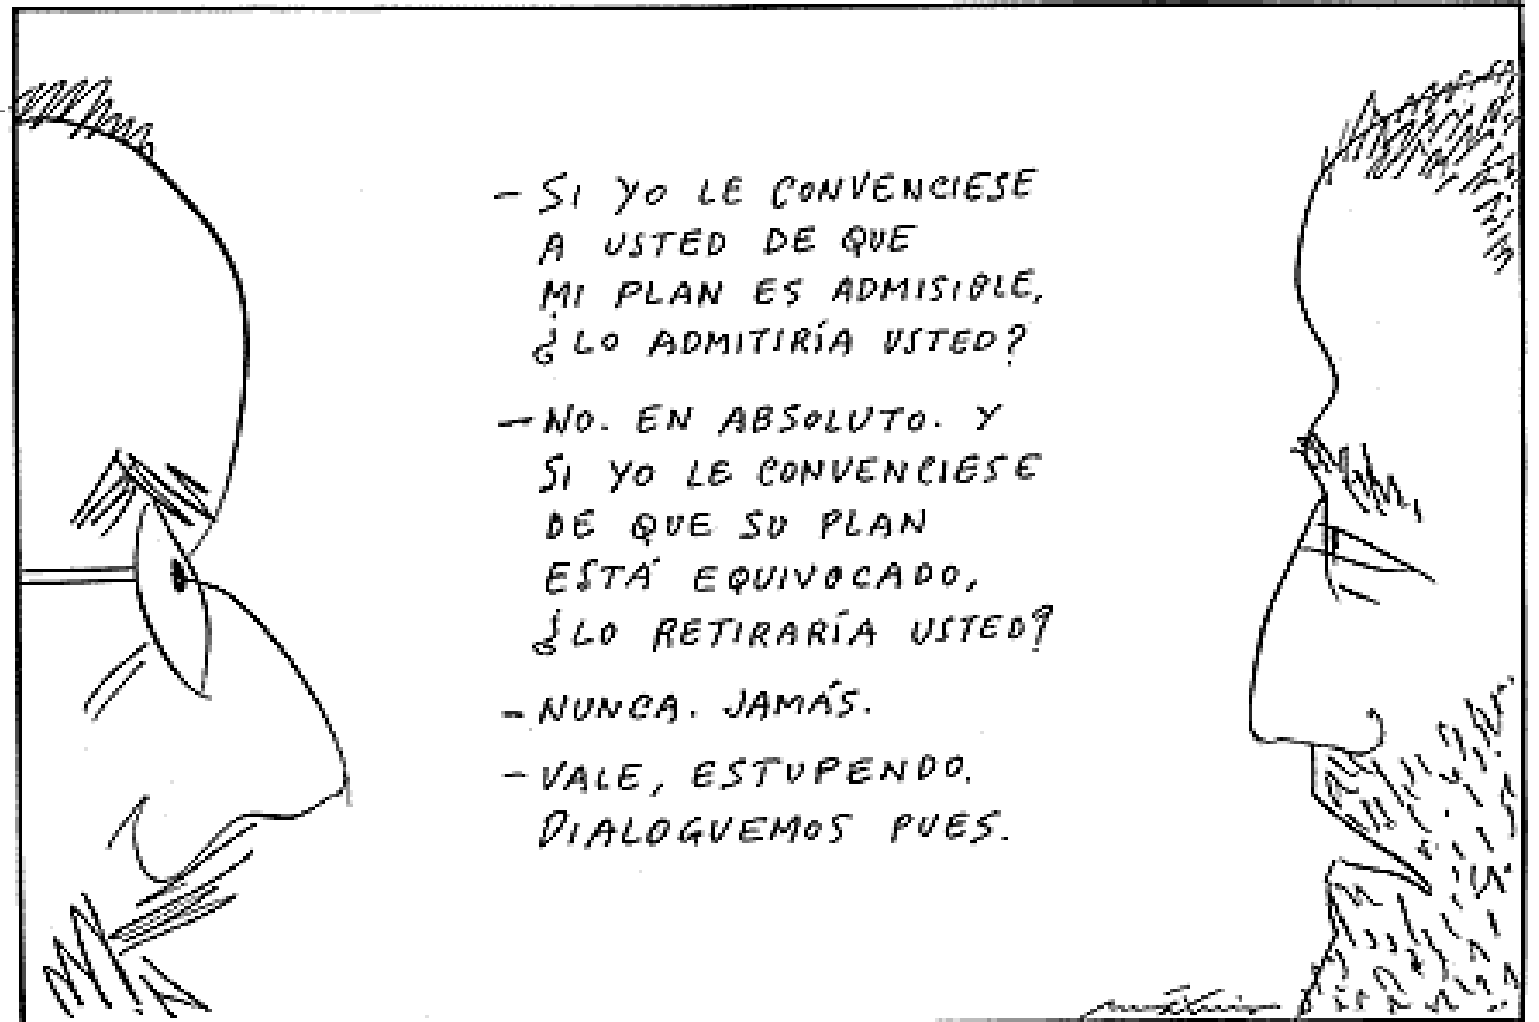 – SI YO LE CONVENCIESE
A USTED DE QUE
MI PLAN ES ADMISIBLE,
¿LO ADMITIRÍA USTED?
– NO. EN ABSOLUTO. Y
SI YO LE CONVENCIESE
DE QUE SU PLAN
ESTÁ EQUIVOCADO,
¿LO RETIRARÍA USTED?
– NUNCA. JAMÁS.
– VALE, ESTUPENDO.
DIALOGUEMOS PUES.